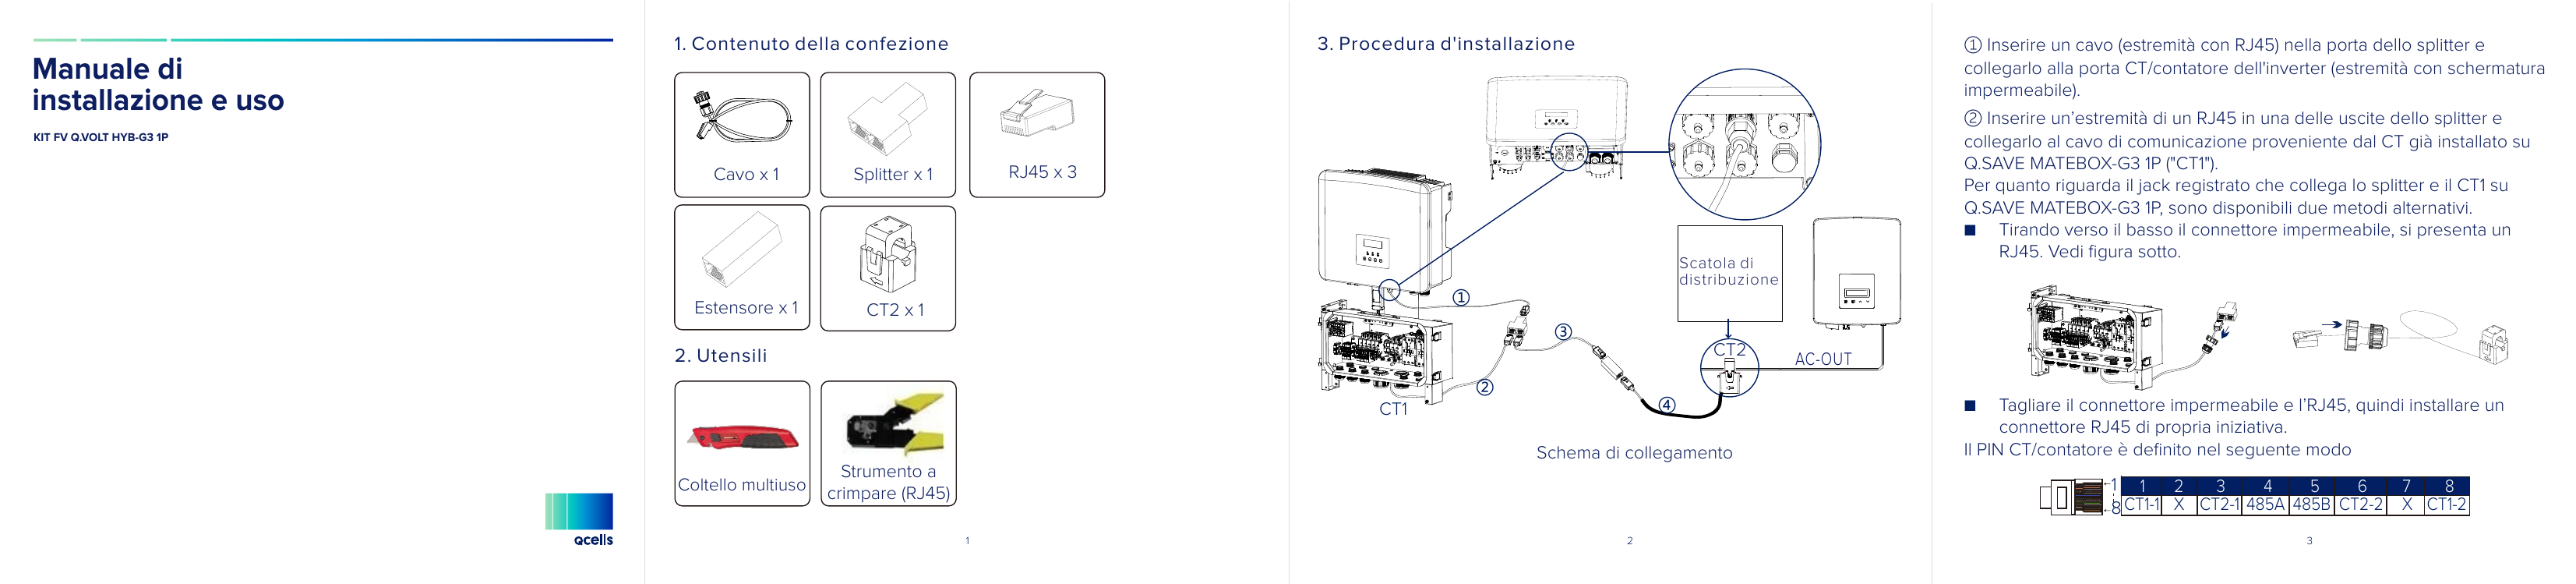 Manuale di
installazione e uso
KIT FV Q.VOLT HYB-G3 1P
qcells
1. Contenuto della confezione
Cavo x 1
Splitter x 1
RJ45 x 3
Estensore x 1
CT2 x 1
2. Utensili
Coltello multiuso
Strumento a
crimpare (RJ45)
1
3. Procedura d'installazione
Scatola di
distribuzione
①
③
②
④
CT1
CT2
AC-OUT
Schema di collegamento
2
① Inserire un cavo (estremità con RJ45) nella porta dello splitter e
collegarlo alla porta CT/contatore dell'inverter (estremità con schermatura
impermeabile).
② Inserire un’estremità di un RJ45 in una delle uscite dello splitter e
collegarlo al cavo di comunicazione proveniente dal CT già installato su
Q.SAVE MATEBOX-G3 1P ("CT1").
Per quanto riguarda il jack registrato che collega lo splitter e il CT1 su
Q.SAVE MATEBOX-G3 1P, sono disponibili due metodi alternativi.
■ Tirando verso il basso il connettore impermeabile, si presenta un
RJ45. Vedi figura sotto.
■ Tagliare il connettore impermeabile e l’RJ45, quindi installare un
connettore RJ45 di propria iniziativa.
Il PIN CT/contatore è definito nel seguente modo
1
8
1 2 3 4 5 6 7 8
CT1-1 X CT2-1 485A 485B CT2-2 X CT1-2
3